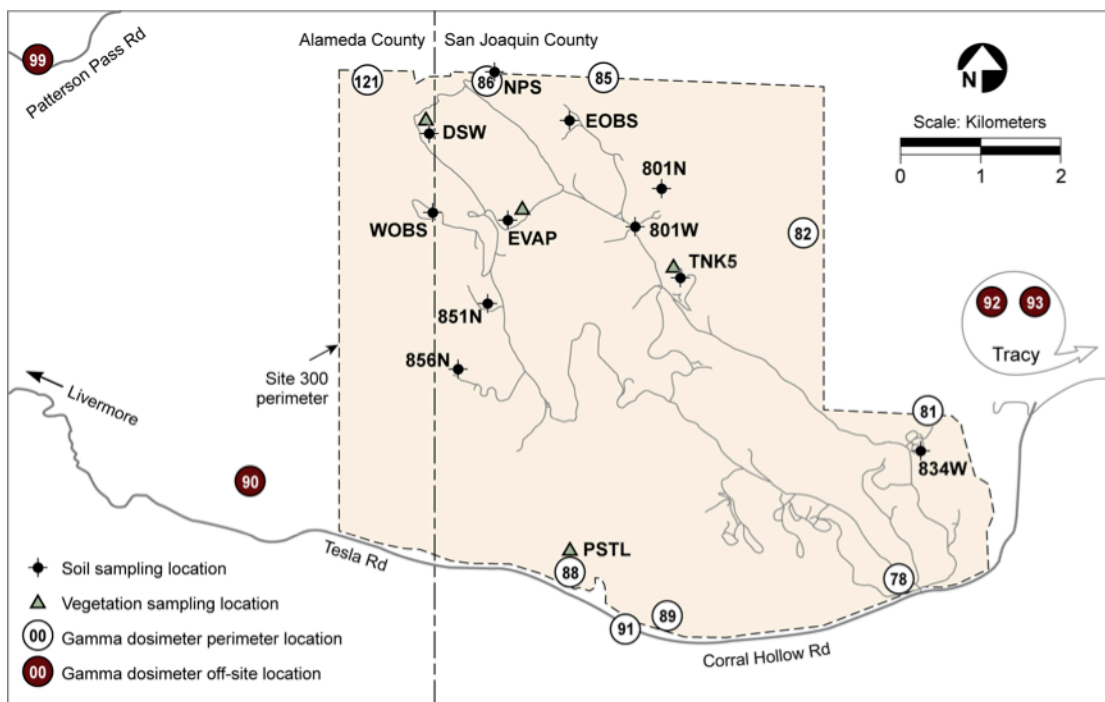 Alameda County
San Joaquin County
99
Patterson Pass Rd
121
86
85
NPS
N
Scale: Kilometers
0 1 2
DSW
EOBS
801N
WOBS
EVAP
801W
82
TNK5
92
93
Tracy
851N
856N
Site 300
perimeter
Livermore
81
834W
90
Tesla Rd
PSTL
88
78
89
91
Corral Hollow Rd
Soil sampling location
Vegetation sampling location
00 Gamma dosimeter perimeter location
00 Gamma dosimeter off-site location